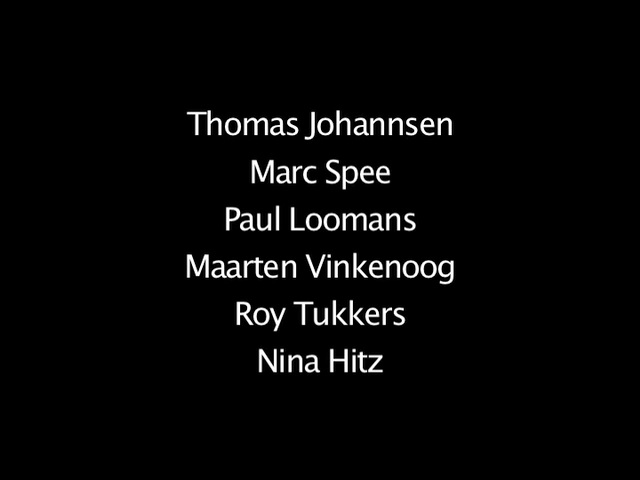 Thomas Johannsen
Marc Spee
Paul Loomans
Maarten Vinkenoog
Roy Tukkers
Nina Hitz